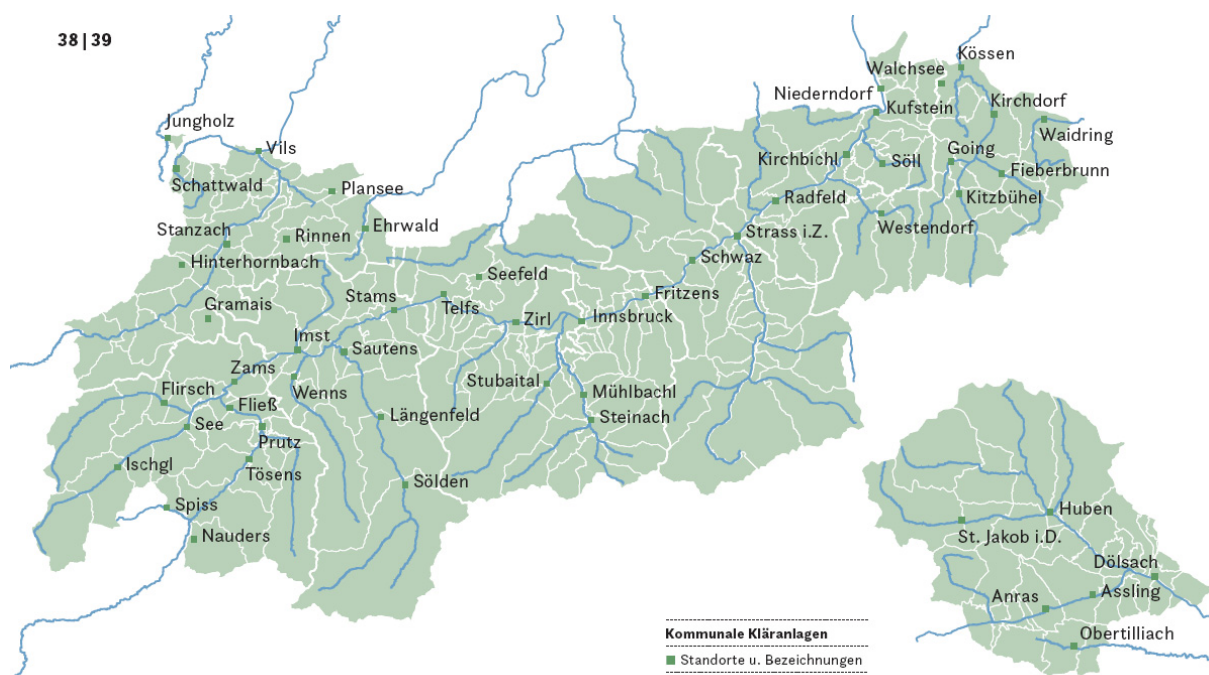 38 | 39
Kössen
Walchsee
Niederndorf
Kirchdorf
Kufstein
Jungholz
Waidring
Vils
Kirchbichl
Söll
Going
Fieberbrunn
Schattwald
Plansee
Radfeld
Kitzbühel
Stanzach
Rinnen
Ehrwald
Westendorf
Strass i.Z.
Hinterhornbach
Schwaz
Seefeld
Gramais
Stams
Fritzens
Telfs
Zirl
Innsbruck
Imst
Sautens
Zams
Stubaital
Flirsch
Wenns
Mühlbachl
Fließ
Längenfeld
See
Steinach
Prutz
Ischgl
Tösens
Sölden
Spiss
Huben
Nauders
St. Jakob i.D.
Dölsach
Anras
Assling
Obertilliach
Kommunale Kläranlagen
Standorte u. Bezeichnungen